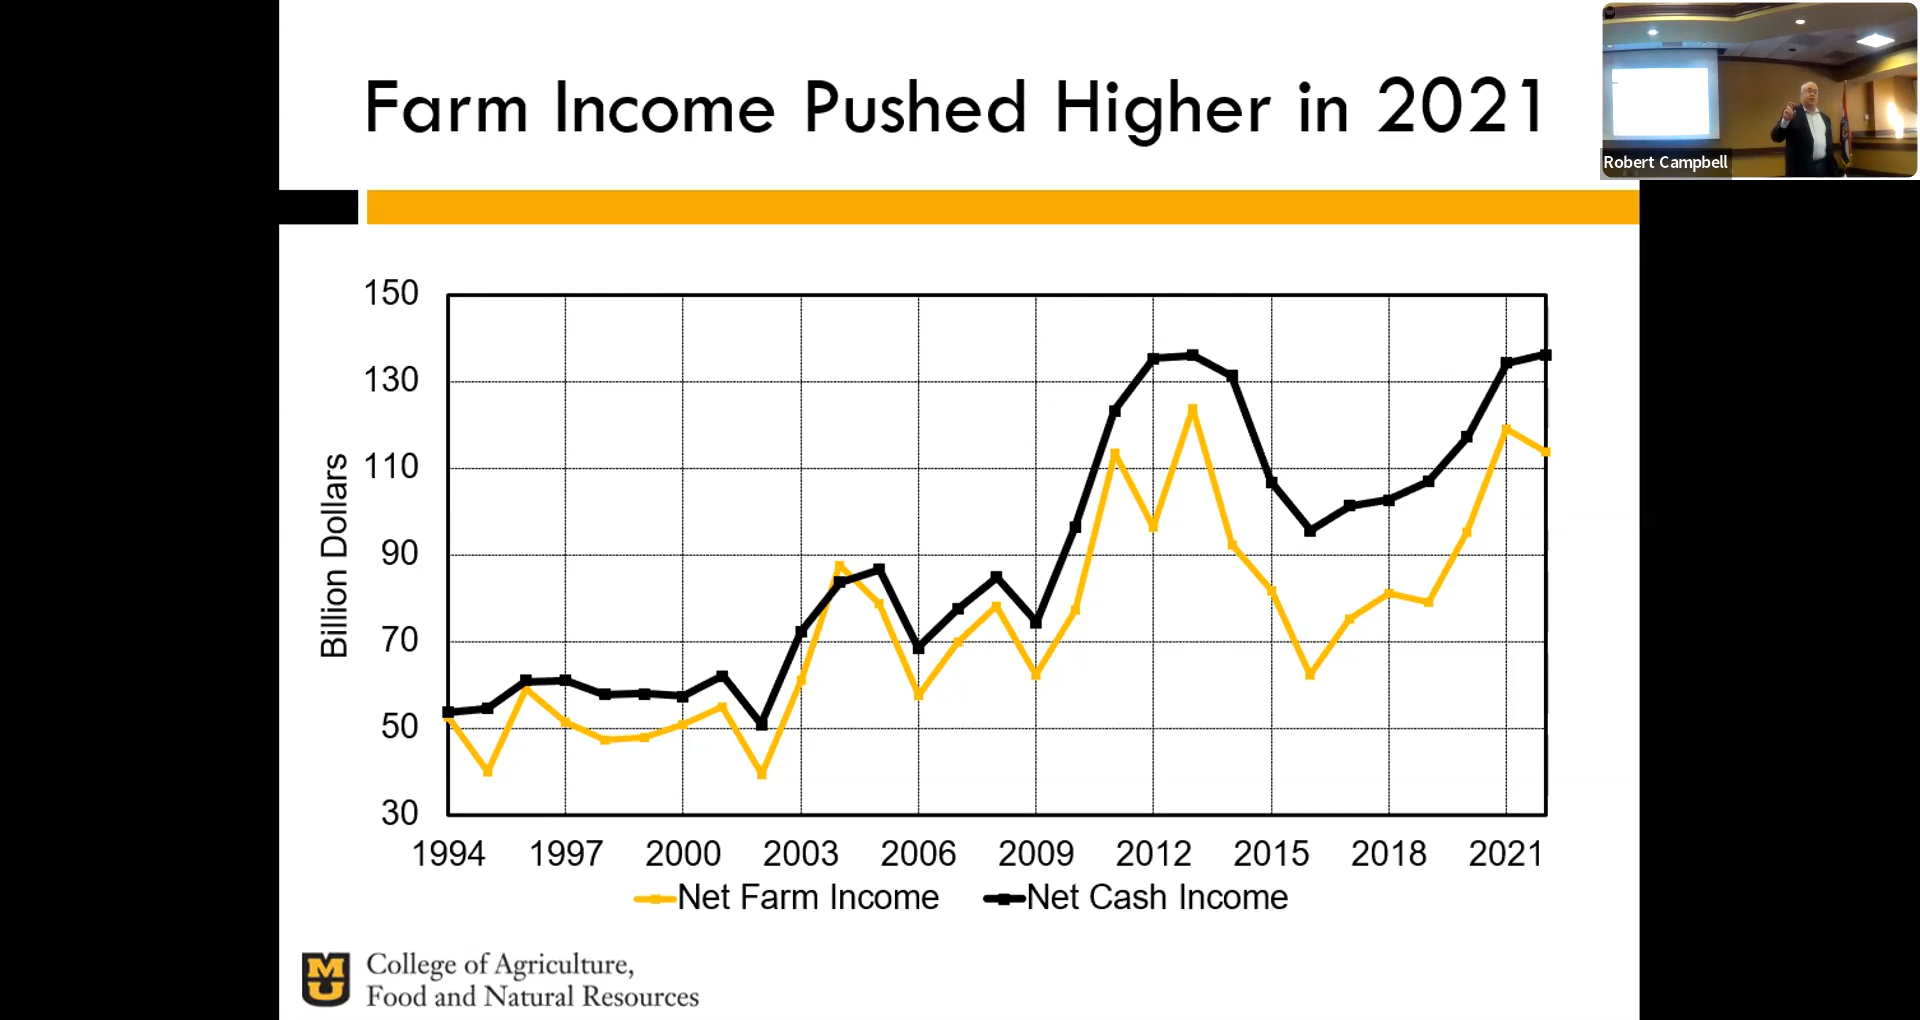 Farm Income Pushed Higher in 2021
Robert Campbell
150
130
110
90
70
50
30
Billion Dollars
1994 1997 2000 2003 2006 2009 2012 2015 2018 2021
Net Farm Income Net Cash Income
MU
College of Agriculture,
Food and Natural Resources